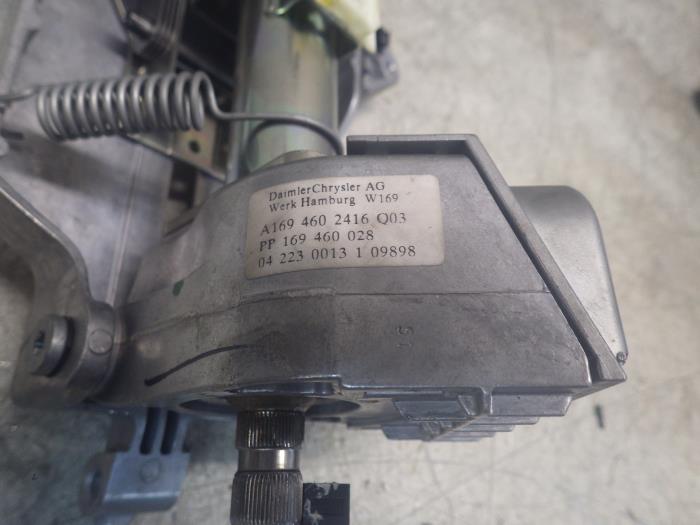 DaimlerChrysler AG
Werk Hamburg W169
A169 460 2416 Q03
PP 169 460 028
04 223 0013 1 09898